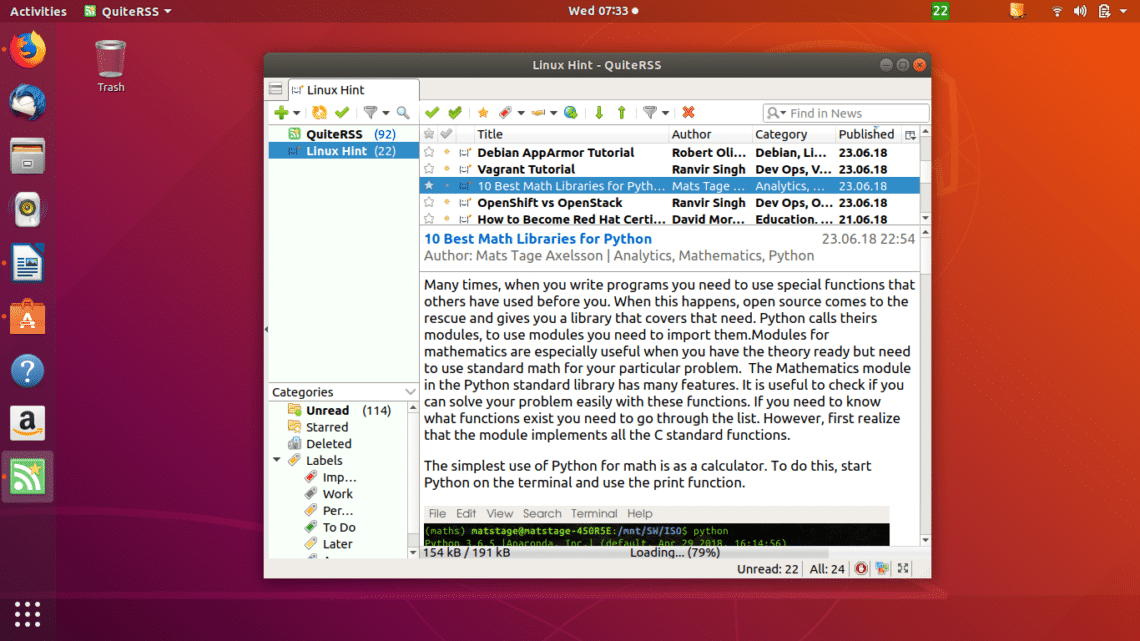 Activities QuiteRSS Wed 07:33 22
Trash
Linux Hint - QuiteRSS
Linux Hint
Find in News
QuiteRSS (92)
Linux Hint (22)
Title Author Category Published
Debian AppArmor Tutorial Robert Oli... Debian, Li... 23.06.18
Vagrant Tutorial Ranvir Singh Dev Ops, V... 23.06.18
10 Best Math Libraries for Pyth... Mats Tage ... Analytics, ... 23.06.18
OpenShift vs OpenStack Ranvir Singh Dev Ops, O... 23.06.18
How to Become Red Hat Certi... David Mor... Education, ... 21.06.18
10 Best Math Libraries for Python 23.06.18 22:54
Author: Mats Tage Axelsson | Analytics, Mathematics, Python
Many times, when you write programs you need to use special functions that
others have used before you. When this happens, open source comes to the
rescue and gives you a library that covers that need. Python calls theirs
modules, to use modules you need to import them.Modules for
mathematics are especially useful when you have the theory ready but need
to use standard math for your particular problem. The Mathematics module
in the Python standard library has many features. It is useful to check if you
can solve your problem easily with these functions. If you need to know
what functions exist you need to go through the list. However, first realize
that the module implements all the C standard functions.
The simplest use of Python for math is as a calculator. To do this, start
Python on the terminal and use the print function.
File Edit View Search Terminal Help
(maths) matstage@matstage-450R5E:/mnt/SW/ISO$ python
Python 3.6.5 |Anaconda, Inc.| (default, Apr 29 2018, 16:14:56)
Categories
Unread (114)
Starred
Deleted
Labels
Imp...
Work
Per...
To Do
Later
154 kB / 191 kB Loading... (79%)
Unread: 22 All: 24